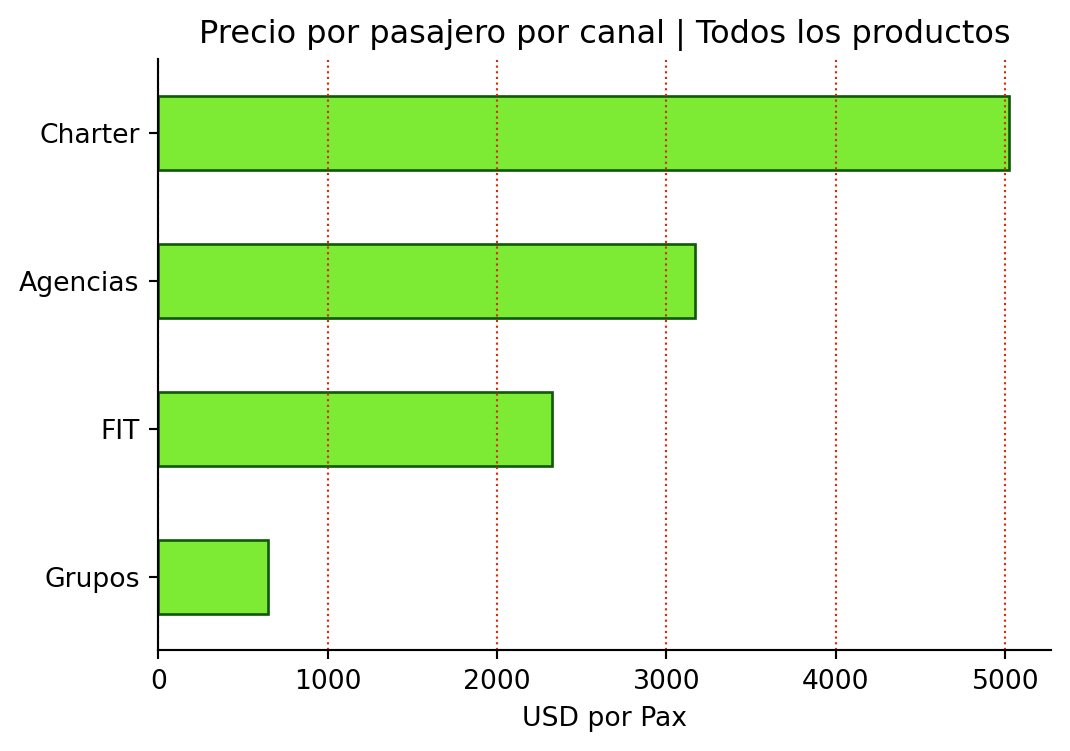 Precio por pasajero por canal | Todos los productos
Charter
Agencias
FIT
Grupos
0 1000 2000 3000 4000 5000
USD por Pax